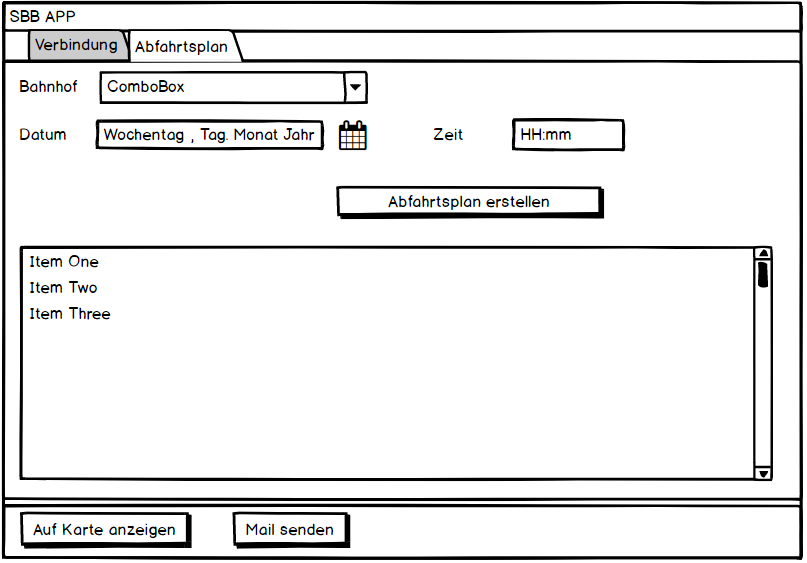 SBB APP
Verbindung Abfahrtsplan
Bahnhof ComboBox
Datum Wochentag , Tag. Monat Jahr Zeit HH:mm
Abfahrtsplan erstellen
Item One
Item Two
Item Three
Auf Karte anzeigen Mail senden